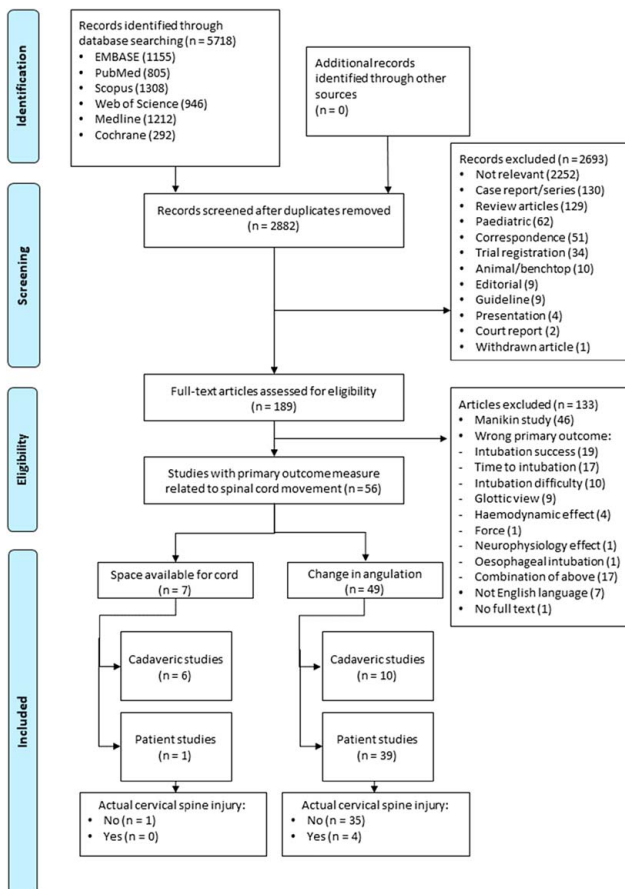 Identification
Records identified through
database searching (n = 5718)
• EMBASE (1155)
• PubMed (805)
• Scopus (1308)
• Web of Science (946)
• Medline (1212)
• Cochrane (292)
Additional records
identified through other
sources
(n = 0)
Screening
Records screened after duplicates removed
n = 2882
Records excluded (n = 2693)
• Not relevant (2252)
• Case report/series (130)
• Review articles (129)
• Paediatric (62)
• Correspondence (51)
• Trial registration (34)
• Animal/benchtop (10)
• Editorial (9)
• Guideline (9)
• Presentation (4)
• Court report (2)
• Withdrawn article (1)
Eligibility
Full-text articles assessed for eligibility
n = 189
Articles excluded (n = 133)
• Manikin study (46)
• Wrong primary outcome:
- Intubation success (19)
- Time to intubation (17)
- Intubation difficulty (10)
- Glottic view (9)
- Haemodynamic effect (4)
- Force (1)
- Neurophysiology effect (1)
- Oesophageal intubation (1)
- Combination of above (17)
• Not English language (7)
• No full text (1)
Studies with primary outcome measure
related to spinal cord movement (n = 56)
Included
Space available for cord
(n = 7)
Change in angulation
(n = 49)
Cadaveric studies
(n = 6)
Cadaveric studies
(n = 10)
Patient studies
(n = 1)
Patient studies
(n = 39)
Actual cervical spine injury:
• No (n = 1)
• Yes (n = 0)
Actual cervical spine injury:
• No (n = 35)
• Yes (n = 4)